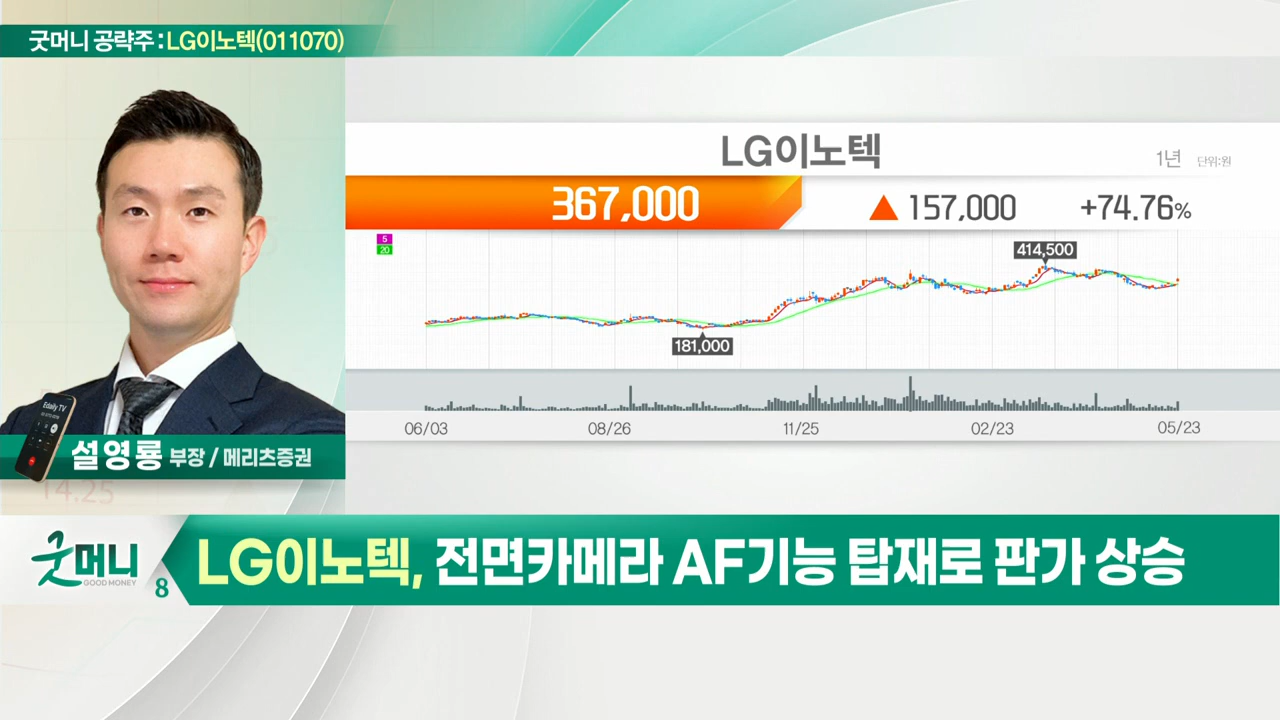 굿머니 공략주 : LG이노텍(011070)
LG이노텍
1년 단위:원
367,000 ▲ 157,000 +74.76%
5
20
414,500
181,000
06/03 08/26 11/25 02/23 05/23
Edaily TV
설영룡 부장 / 메리츠증권
14.25
굿머니
GOOD MONEY
8
LG이노텍, 전면카메라 AF기능 탑재로 판가 상승